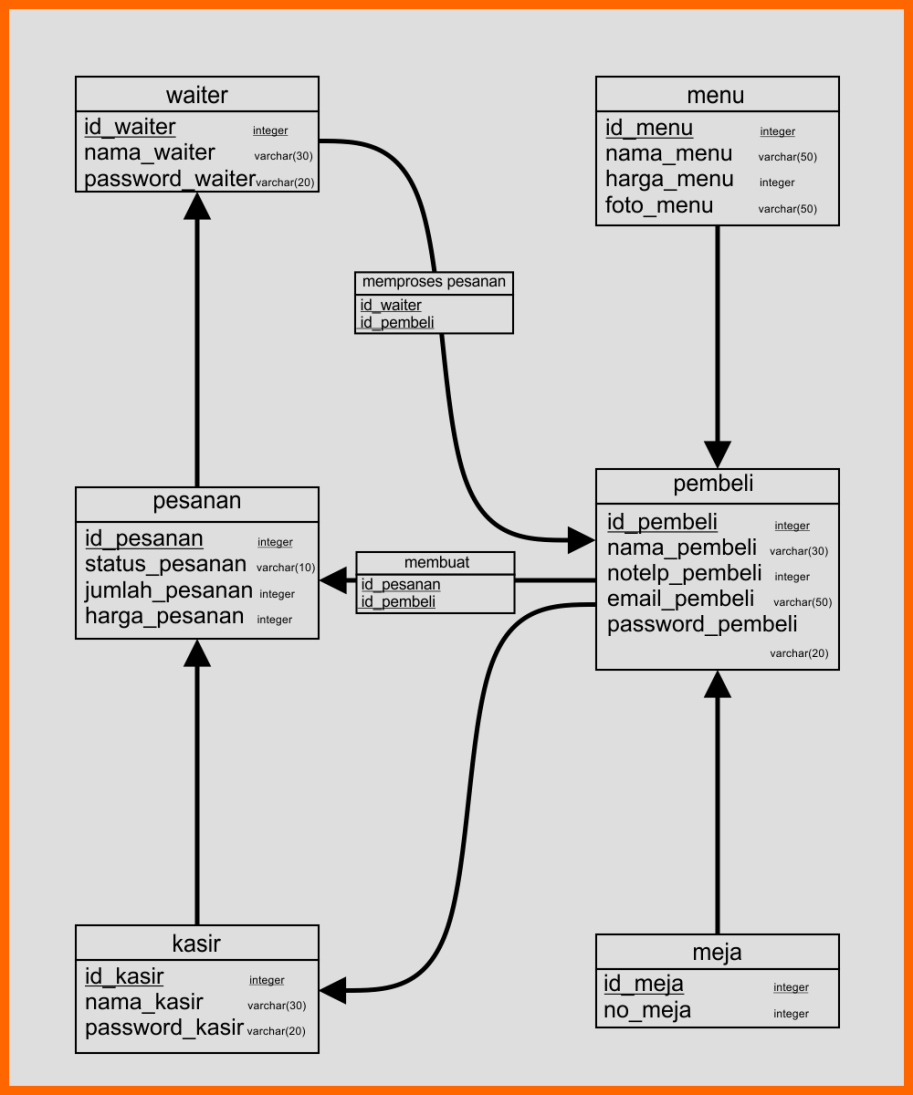 waiter
id_waiter integer
nama_waiter varchar(30)
password_waiter varchar(20)
menu
id_menu integer
nama_menu varchar(50)
harga_menu integer
foto_menu varchar(50)
memproses pesanan
id_waiter
id_pembeli
pesanan
id_pesanan integer
status_pesanan varchar(10)
jumlah_pesanan integer
harga_pesanan integer
membuat
id_pesanan
id_pembeli
pembeli
id_pembeli integer
nama_pembeli varchar(30)
notelp_pembeli integer
email_pembeli varchar(50)
password_pembeli
varchar(20)
kasir
id_kasir integer
nama_kasir varchar(30)
password_kasir varchar(20)
meja
id_meja integer
no_meja integer